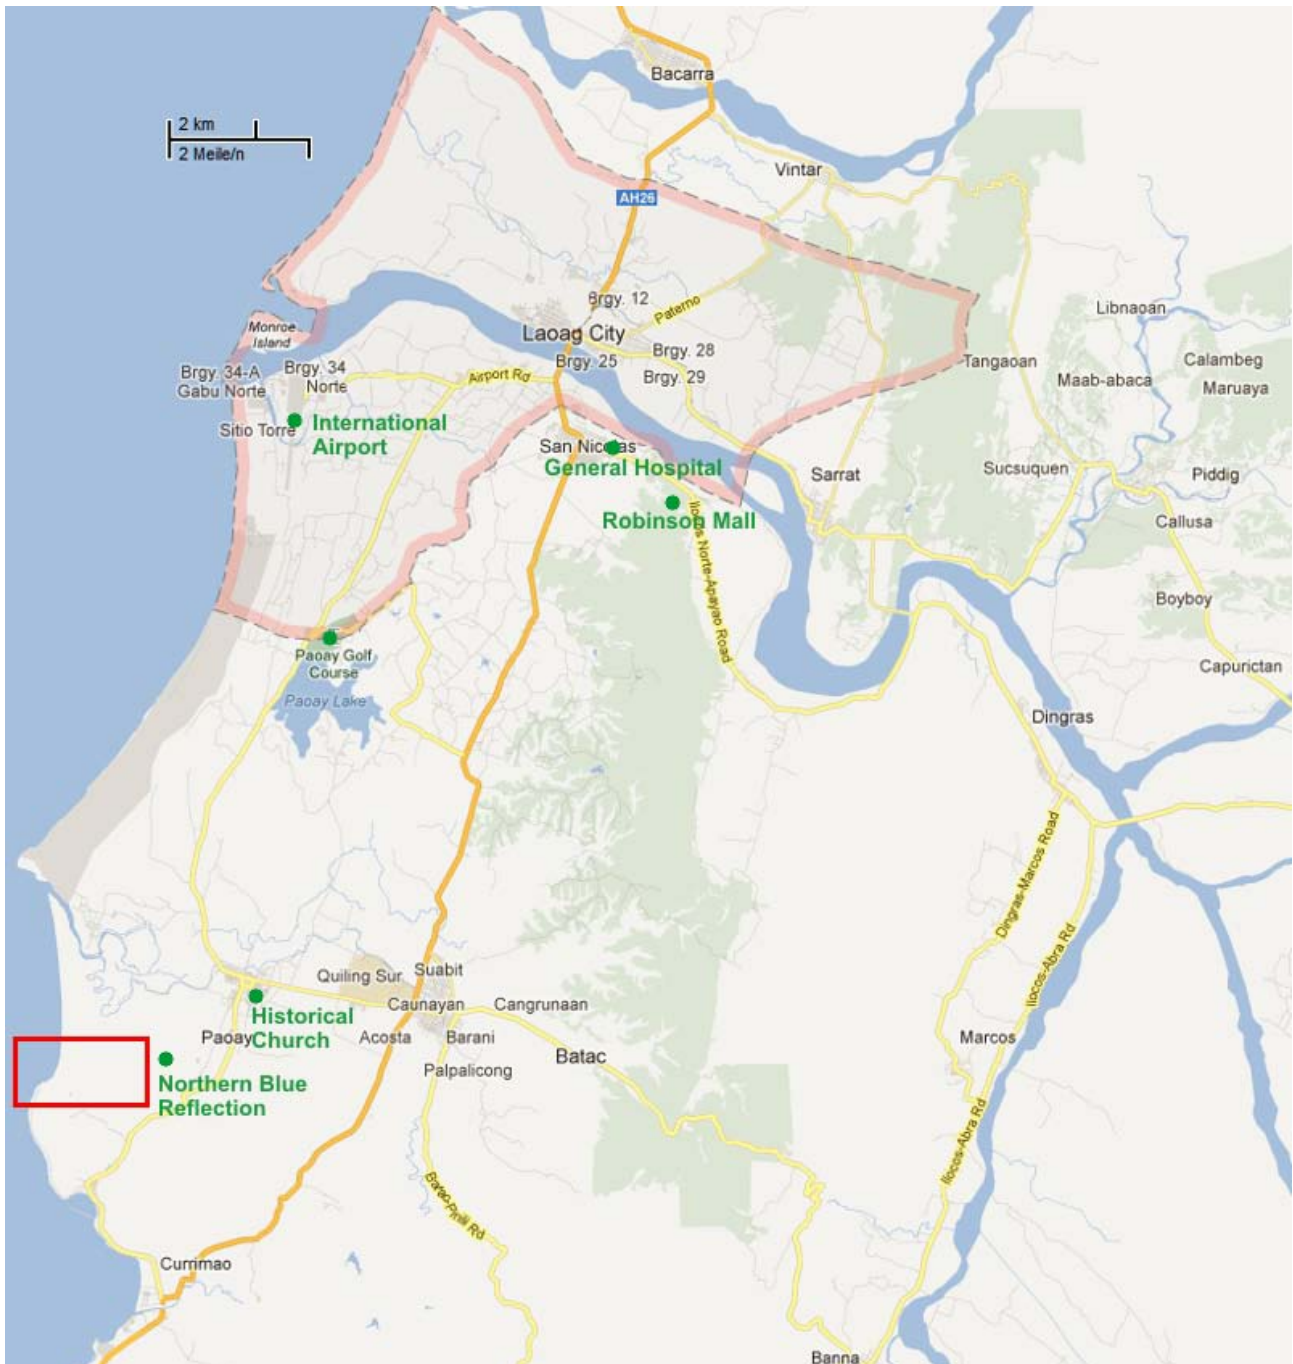 Bacarra
2 km
2 Meile/n
Vintar
AH26
Brgy. 12
Paterno
Libnaoan
Monroe
Island
Laoag City
Brgy. 28
Brgy. 25
Brgy. 29
Tangaoan
Calambeg
Maab-abaca
Maruaya
Brgy. 34-A
Gabu Norte
Brgy. 34
Norte
Airport Rd
Sitio Torre
International
Airport
San Nicolas
General Hospital
Sarrat
Sucsuquen
Piddig
Robinson Mall
Callusa
Ilocos Norte-Apayao Road
Boyboy
Paoay Golf
Course
Capurictan
Paoay Lake
Dingras
Dingras-Marcos Road
Ilocos-Abra Rd
Quiling Sur
Suabit
Caunayan
Cangrunaan
Historical
Church
Paoay
Acosta
Barani
Marcos
Batac
Palpalicong
Northern Blue
Reflection
Ilocos-Abra Rd
Batac-Pinili Rd
Currimao
Banna